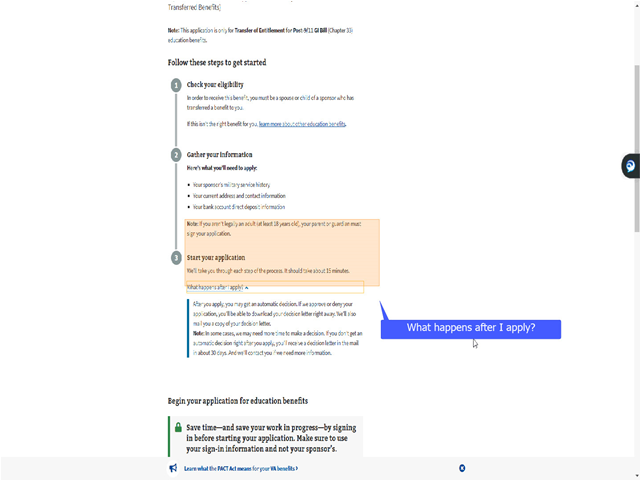 Transferred Benefits)
Note: This application is only for Transfer of Entitlement for Post-9/11 GI Bill (Chapter 33)
education benefits.
Follow these steps to get started
1
Check your eligibility
In order to receive this benefit, you must be a spouse or child of a sponsor who has
transferred a benefit to you.
If this isn't the right benefit for you, learn more about other education benefits.
2
Gather your information
Here's what you'll need to apply:
• Your sponsor's military service history
• Your current address and contact information
• Your bank account direct deposit information
Note: If you aren't legally an adult (at least 18 years old), your parent or guardian must
sign your application.
3
Start your application
We'll take you through each step of the process. It should take about 15 minutes.
What happens after I apply?
After you apply, you may get an automatic decision. If we approve or deny your
application, you'll be able to download your decision letter right away. We'll also
mail you a copy of your decision letter.
Note: In some cases, we may need more time to make a decision. If you don't get an
automatic decision right after you apply, you'll receive a decision letter in the mail
in about 30 days. And we'll contact you if we need more information.
What happens after I apply?
Begin your application for education benefits
Save time—and save your work in progress—by signing
in before starting your application. Make sure to use
your sign-in information and not your sponsor's.
Learn what the PACT Act means for your VA benefits